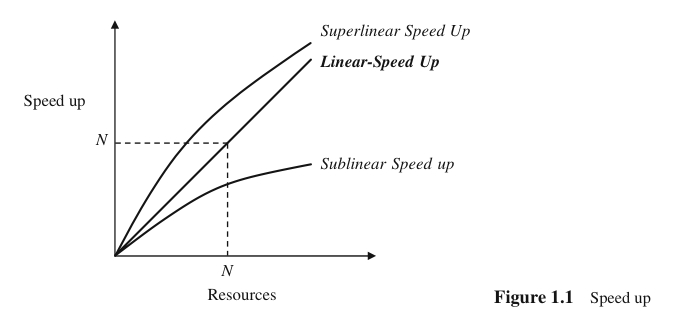 Superlinear Speed Up
Linear-Speed Up
Speed up
N
Sublinear Speed up
N
Resources
Figure 1.1 Speed up